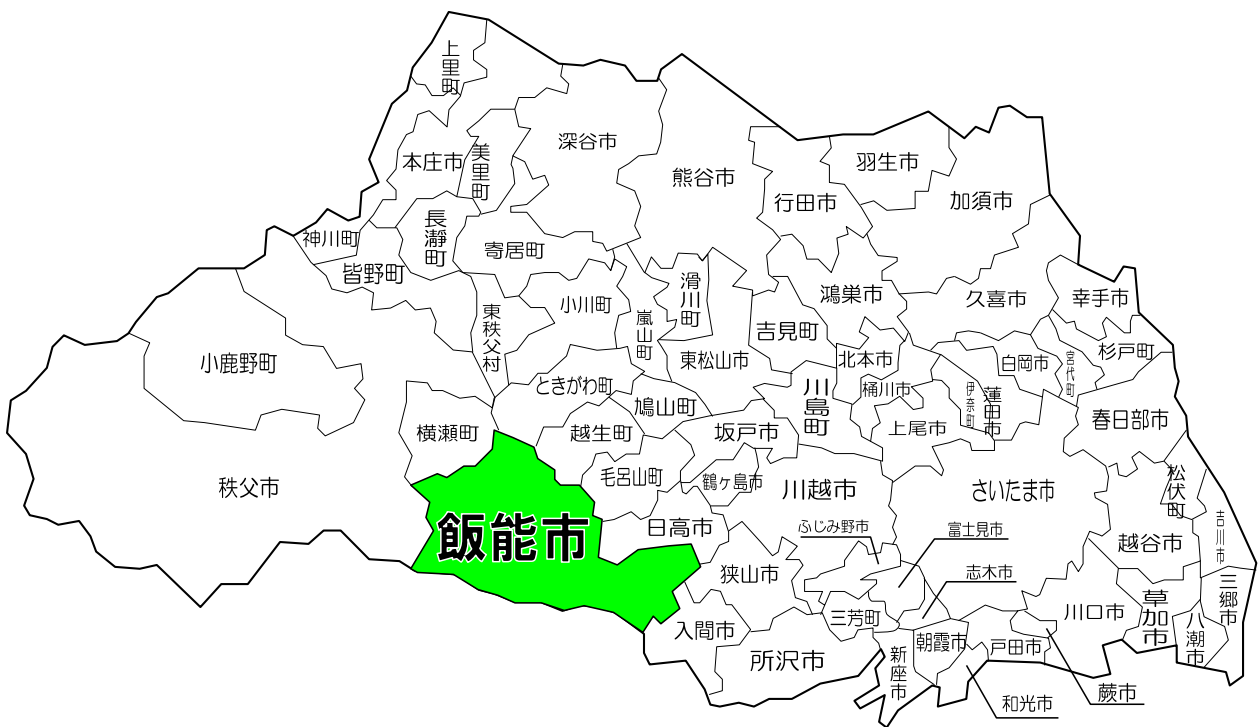 上里町
本庄市
美里町
深谷市
熊谷市
行田市
羽生市
加須市
神川町
長瀞町
皆野町
寄居町
小川町
東秩父村
嵐山町
滑川町
吉見町
鴻巣市
久喜市
幸手市
杉戸町
宮代町
白岡市
北本市
桶川市
伊奈町
蓮田市
上尾市
川島町
東松山市
小鹿野町
ときがわ町
鳩山町
横瀬町
越生町
坂戸市
春日部市
秩父市
毛呂山町
鶴ヶ島市
川越市
さいたま市
松伏町
吉川市
飯能市
日高市
ふじみ野市
富士見市
越谷市
狭山市
志木市
三郷市
入間市
三芳町
川口市
草加市
八潮市
所沢市
新座市
朝霞市
戸田市
和光市
蕨市